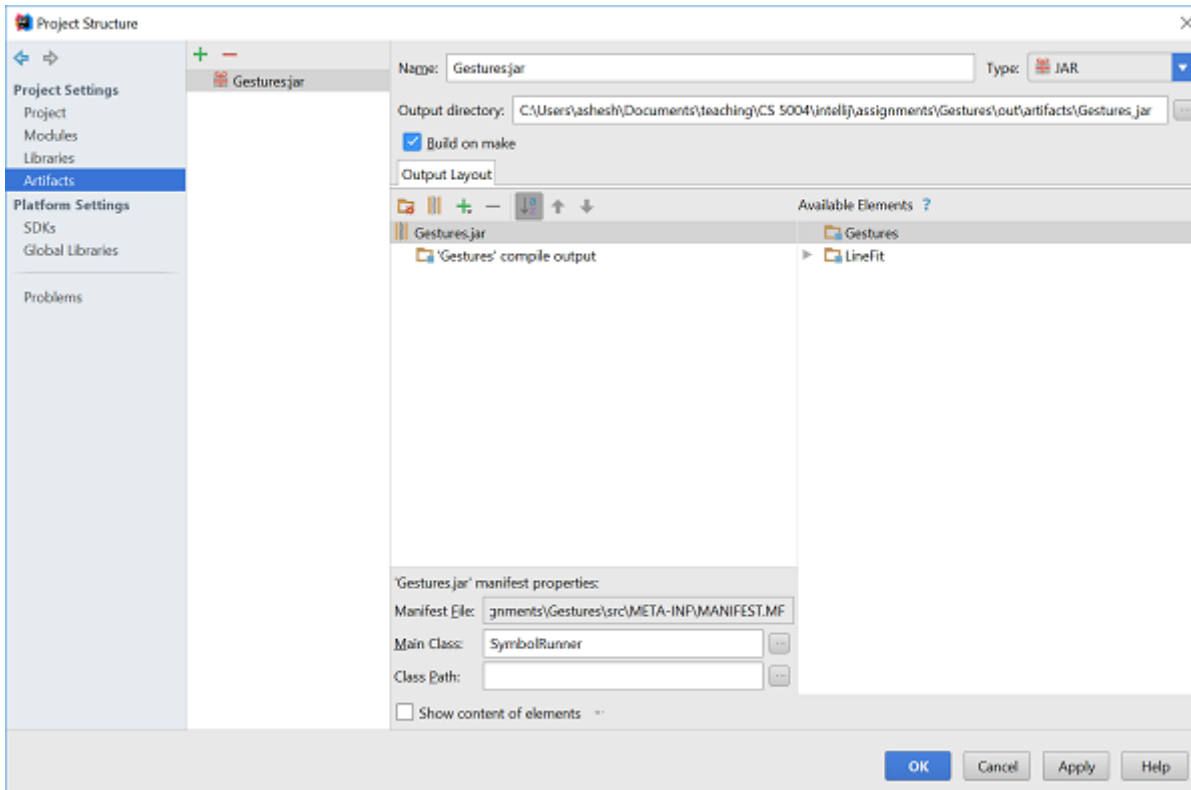 Project Structure
Project Settings
Project
Modules
Libraries
Artifacts
Platform Settings
SDKs
Global Libraries
Problems
Gestures.jar
Name: Gestures.jar
Type: JAR
Output directory: C:\Users\ashesh\Documents\teaching\CS 5004\intellij\assignments\Gestures\out\artifacts\Gestures_jar
Build on make
Output Layout
Available Elements ?
Gestures.jar
'Gestures' compile output
Gestures
LineFit
'Gestures.jar' manifest properties:
Manifest File: gnments\Gestures\src\META-INF\MANIFEST.MF
Main Class: SymbolRunner
Class Path:
Show content of elements
OK
Cancel
Apply
Help